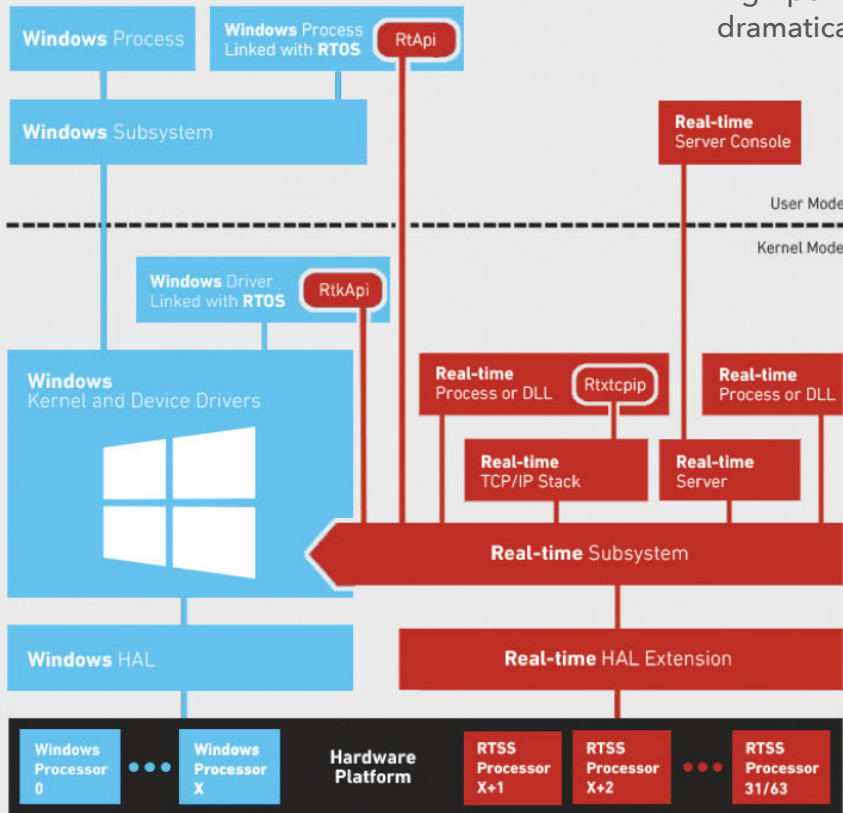 dramatica
Windows Process
Windows Process
Linked with RTOS
RtApi
Windows Subsystem
Real-time
Server Console
User Mode
Kernel Mode
Windows Driver
Linked with RTOS
RtkApi
Windows
Kernel and Device Drivers
Real-time
Process or DLL
Rtxtcpip
Real-time
Process or DLL
Real-time
TCP/IP Stack
Real-time
Server
Real-time Subsystem
Windows HAL
Real-time HAL Extension
Windows
Processor
0
Windows
Processor
X
Hardware
Platform
RTSS
Processor
X+1
RTSS
Processor
X+2
RTSS
Processor
31/63